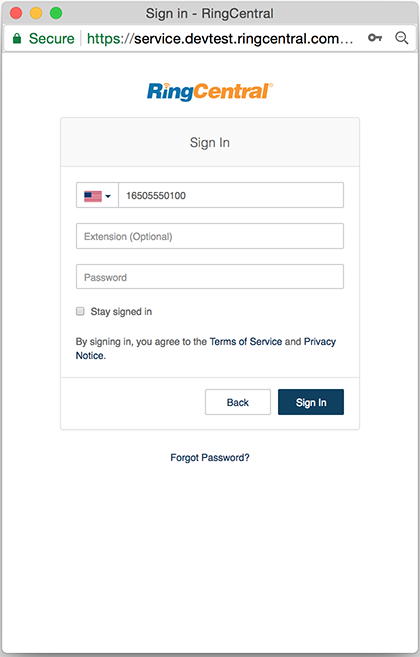 Sign in - RingCentral
Secure https://service.devtest.ringcentral.com...
RingCentral®
Sign In
16505550100
Extension (Optional)
Password
Stay signed in
By signing in, you agree to the Terms of Service and Privacy
Notice.
Back Sign In
Forgot Password?